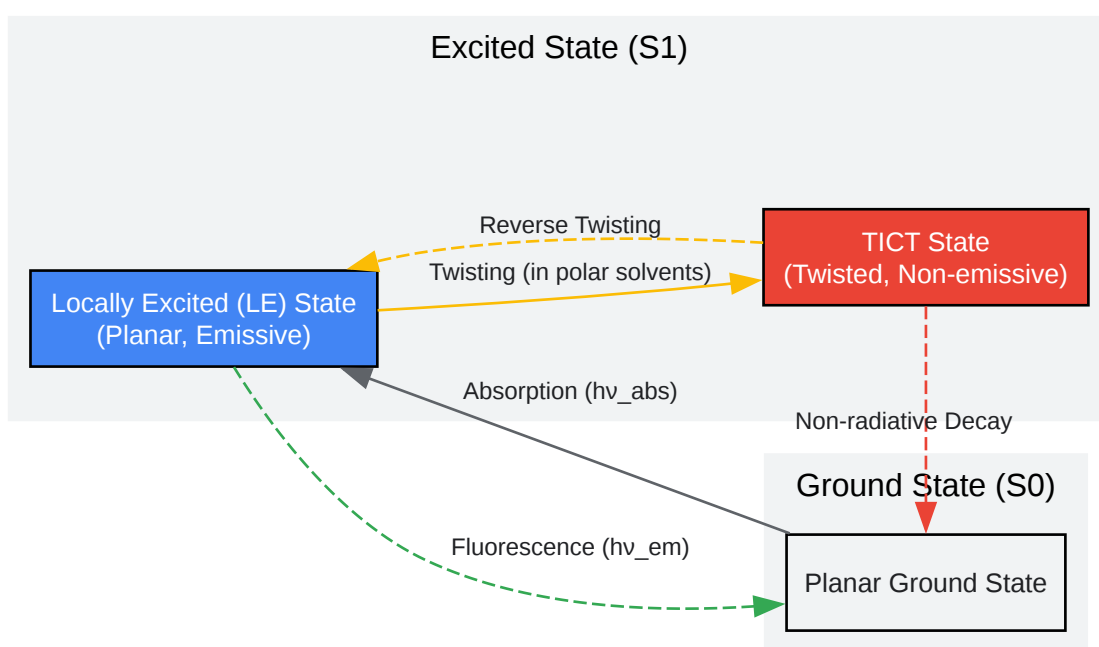 Excited State (S1)
Reverse Twisting
TICT State
(Twisted, Non-emissive)
Twisting (in polar solvents)
Locally Excited (LE) State
(Planar, Emissive)
Absorption (hν_abs)
Non-radiative Decay
Ground State (S0)
Fluorescence (hν_em)
Planar Ground State